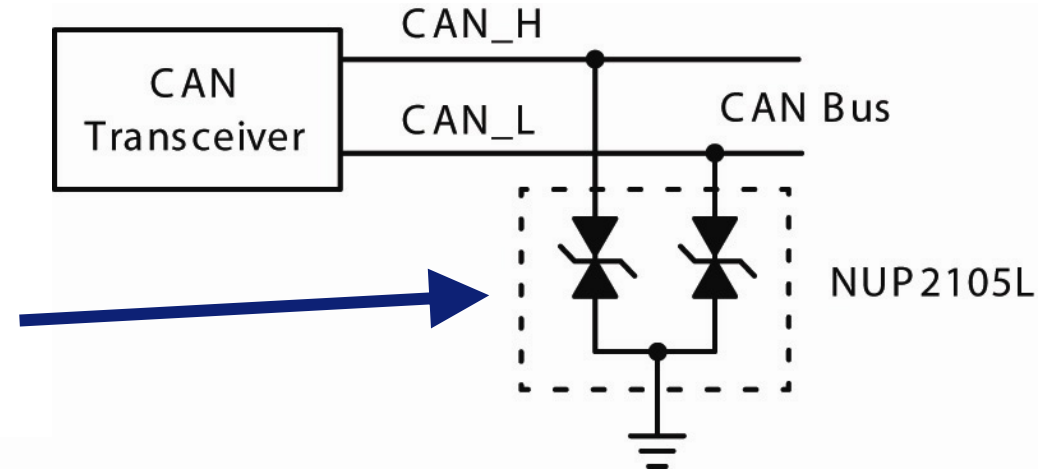 CAN_H
CAN
Transceiver
CAN_L
CAN Bus
NUP2105L